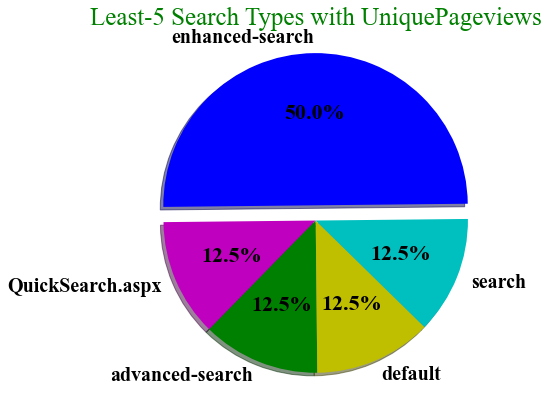 Least-5 Search Types with UniquePageviews
enhanced-search
50.0%
12.5%
12.5%
QuickSearch.aspx
search
12.5%
12.5%
advanced-search
default